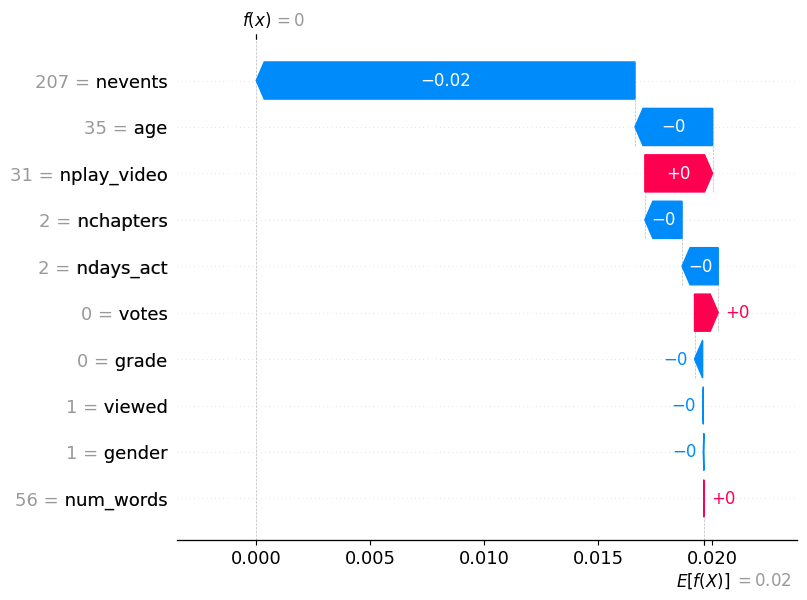 f(x) = 0
207 = nevents −0.02
35 = age −0
31 = nplay_video +0
2 = nchapters −0
2 = ndays_act −0
0 = votes +0
0 = grade −0
1 = viewed −0
1 = gender −0
56 = num_words +0
0.000 0.005 0.010 0.015 0.020
E[f(X)] = 0.02